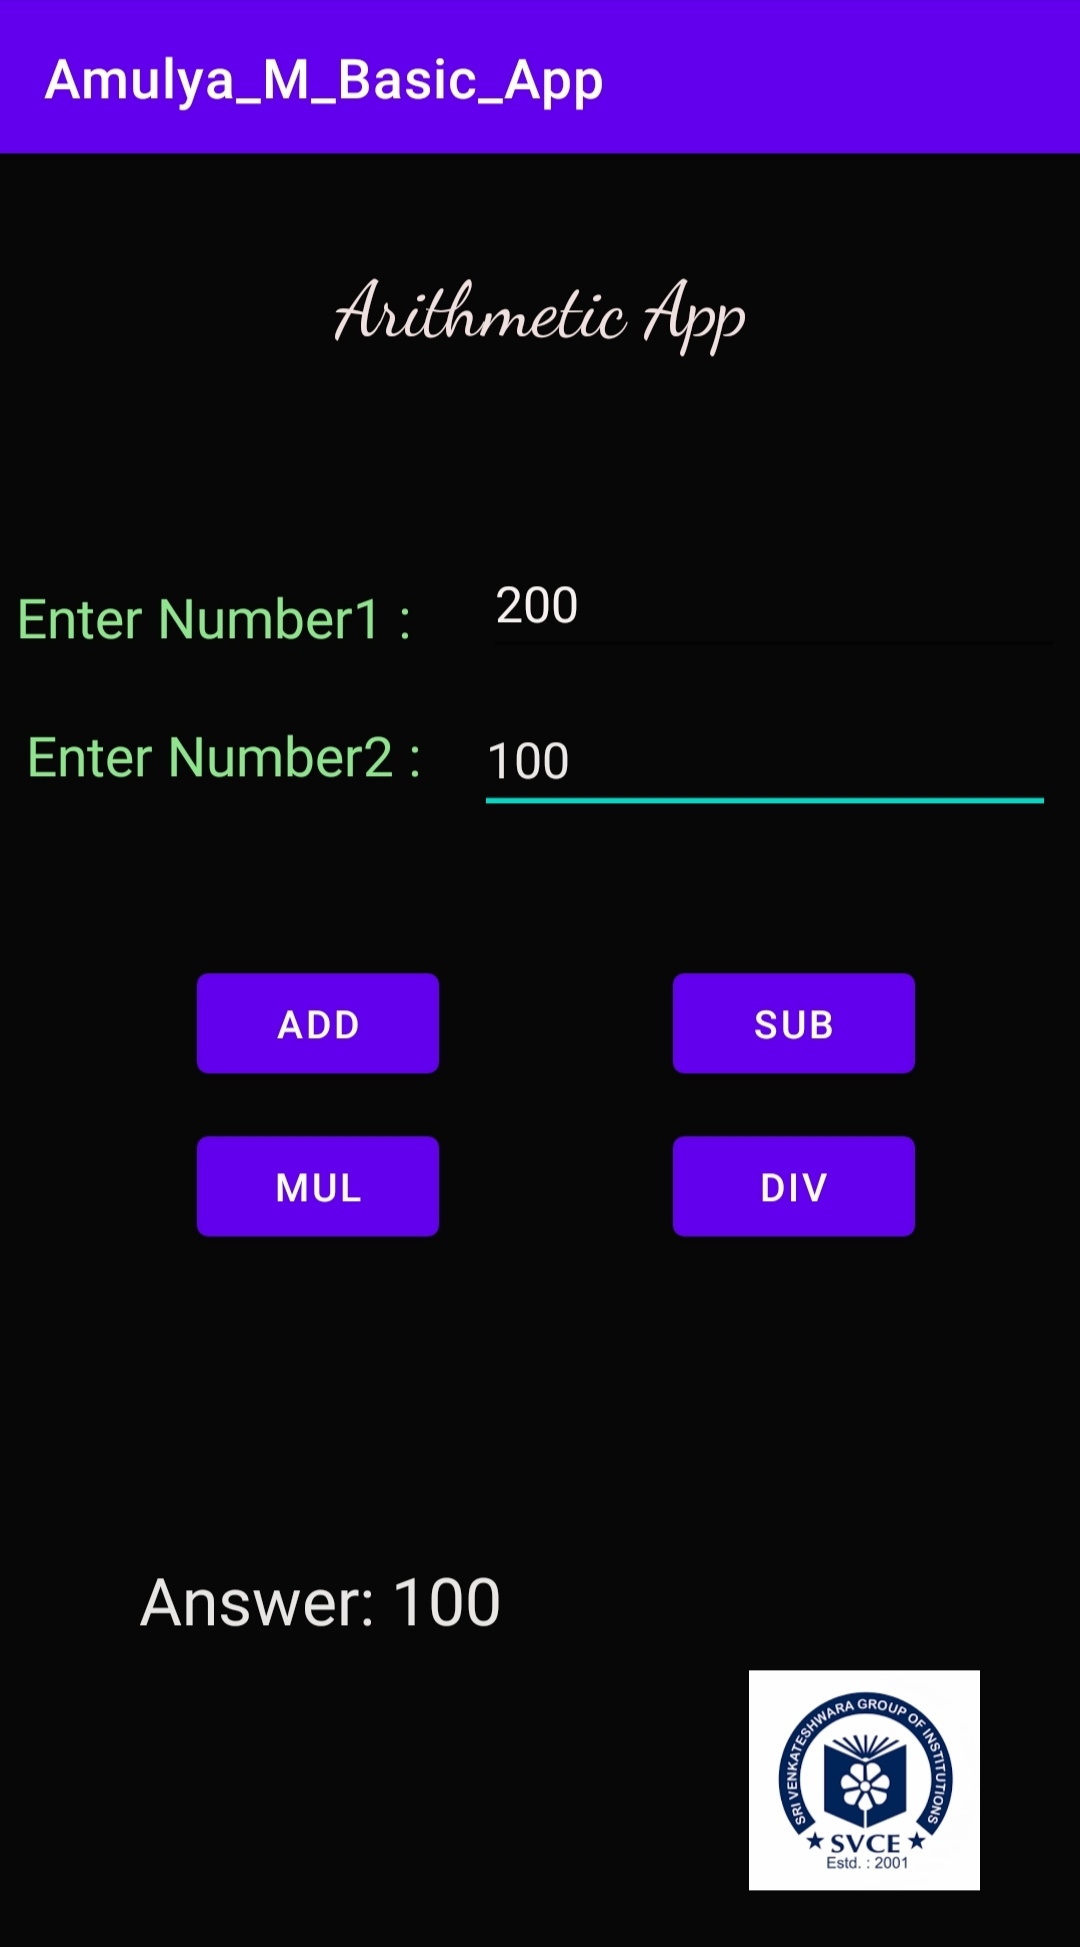 Amulya_M_Basic_App
Arithmetic App
Enter Number1 : 200
Enter Number2 : 100
ADD SUB
MUL DIV
Answer: 100
SRI VENKATESHWARA GROUP OF INSTITUTIONS
★ SVCE ★
Estd. : 2001